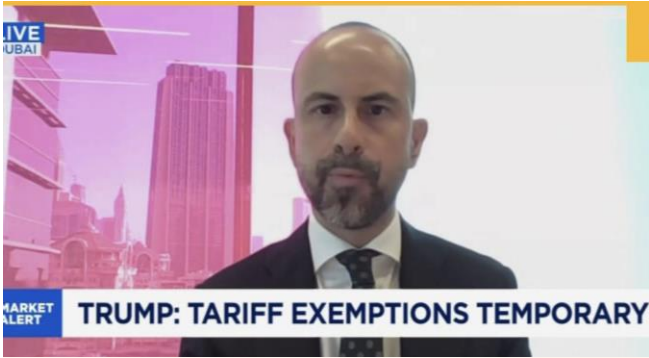 LIVE
DUBAI
MARKET
ALERT
TRUMP: TARIFF EXEMPTIONS TEMPORARY